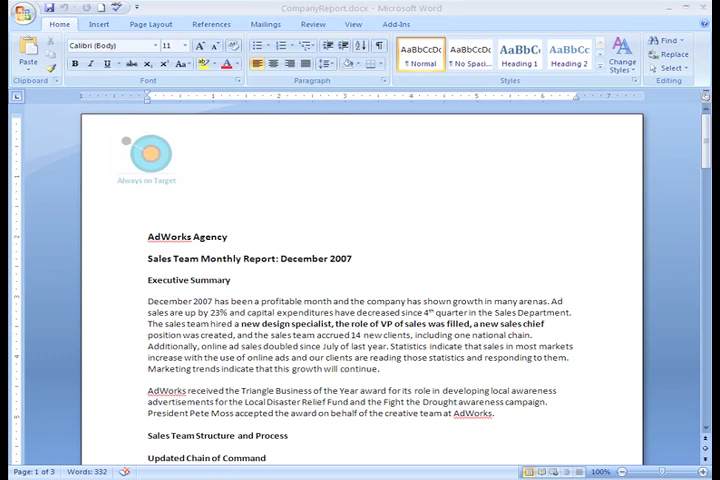 CompanyReport.docx - Microsoft Word
Home Insert Page Layout References Mailings Review View Add-Ins
Calibri (Body) 11
AaBbCcDc AaBbCcDc AaBbC AaBbCc
Find
Replace
Select
Paste
B I U abc Aa
¶ Normal ¶ No Spaci... Heading 1 Heading 2
Change
Styles
Clipboard Font Paragraph Styles Editing
Always on Target
AdWorks Agency
Sales Team Monthly Report: December 2007
Executive Summary
December 2007 has been a profitable month and the company has shown growth in many arenas. Ad
sales are up by 23% and capital expenditures have decreased since 4th quarter in the Sales Department.
The sales team hired a new design specialist, the role of VP of sales was filled, a new sales chief
position was created, and the sales team accrued 14 new clients, including one national chain.
Additionally, online ad sales doubled since July of last year. Statistics indicate that sales in most markets
increase with the use of online ads and our clients are reading those statistics and responding to them.
Marketing trends indicate that this growth will continue.
AdWorks received the Triangle Business of the Year award for its role in developing local awareness
advertisements for the Local Disaster Relief Fund and the Fight the Drought awareness campaign.
President Pete Moss accepted the award on behalf of the creative team at AdWorks.
Sales Team Structure and Process
Updated Chain of Command
Page: 1 of 3 Words: 332 100%